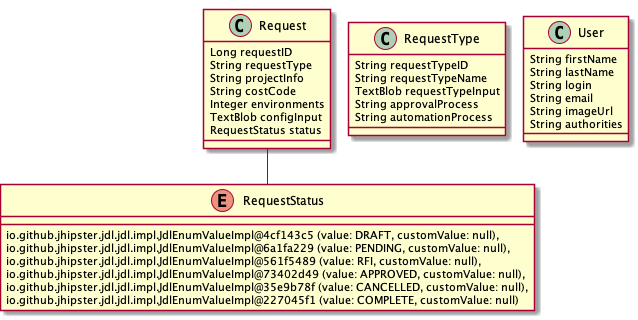 C Request
Long requestID
String requestType
String projectInfo
String costCode
Integer environments
TextBlob configInput
RequestStatus status
C RequestType
String requestTypeID
String requestTypeName
TextBlob requestTypeInput
String approvalProcess
String automationProcess
C User
String firstName
String lastName
String login
String email
String imageUrl
String authorities
E RequestStatus
io.github.jhipster.jdl.jdl.impl.JdlEnumValueImpl@4cf143c5 (value: DRAFT, customValue: null),
io.github.jhipster.jdl.jdl.impl.JdlEnumValueImpl@6a1fa229 (value: PENDING, customValue: null),
io.github.jhipster.jdl.jdl.impl.JdlEnumValueImpl@561f5489 (value: RFI, customValue: null),
io.github.jhipster.jdl.jdl.impl.JdlEnumValueImpl@73402d49 (value: APPROVED, customValue: null),
io.github.jhipster.jdl.jdl.impl.JdlEnumValueImpl@35e9b78f (value: CANCELLED, customValue: null),
io.github.jhipster.jdl.jdl.impl.JdlEnumValueImpl@227045f1 (value: COMPLETE, customValue: null)